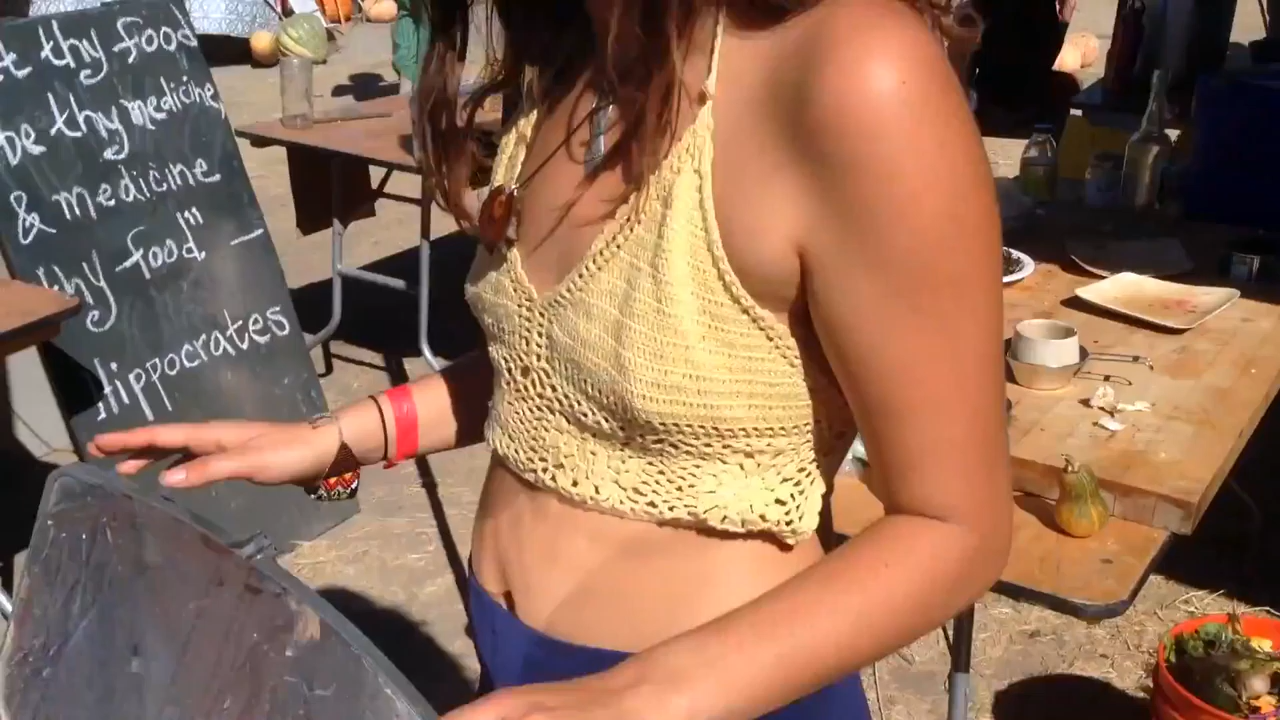 t thy food
be thy medicine,
& medicine
thy food" —
Hippocrates